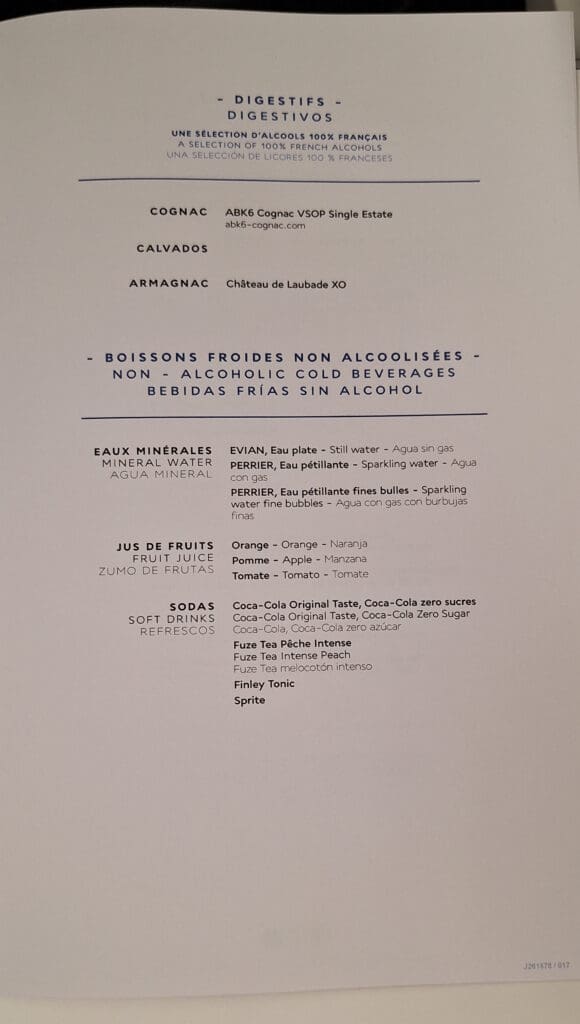 - DIGESTIFS -
DIGESTIVOS
UNE SÉLECTION D'ALCOOLS 100% FRANÇAIS
A SELECTION OF 100% FRENCH ALCOHOLS
UNA SELECCIÓN DE LICORES 100 % FRANCESES
COGNAC ABK6 Cognac VSOP Single Estate
abk6-cognac.com
CALVADOS
ARMAGNAC Château de Laubade XO
- BOISSONS FROIDES NON ALCOOLISÉES -
NON - ALCOHOLIC COLD BEVERAGES
BEBIDAS FRÍAS SIN ALCOHOL
EAUX MINÉRALES EVIAN, Eau plate - Still water - Agua sin gas
MINERAL WATER PERRIER, Eau pétillante - Sparkling water - Agua
AGUA MINERAL con gas
PERRIER, Eau pétillante fines bulles - Sparkling
water fine bubbles - Agua con gas con burbujas
finas
JUS DE FRUITS Orange - Orange - Naranja
FRUIT JUICE Pomme - Apple - Manzana
ZUMO DE FRUTAS Tomate - Tomato - Tomate
SODAS Coca-Cola Original Taste, Coca-Cola zero sucres
SOFT DRINKS Coca-Cola Original Taste, Coca-Cola Zero Sugar
REFRESCOS Coca-Cola, Coca-Cola zero azúcar
Fuze Tea Pêche Intense
Fuze Tea Intense Peach
Fuze Tea melocotón intenso
Finley Tonic
Sprite